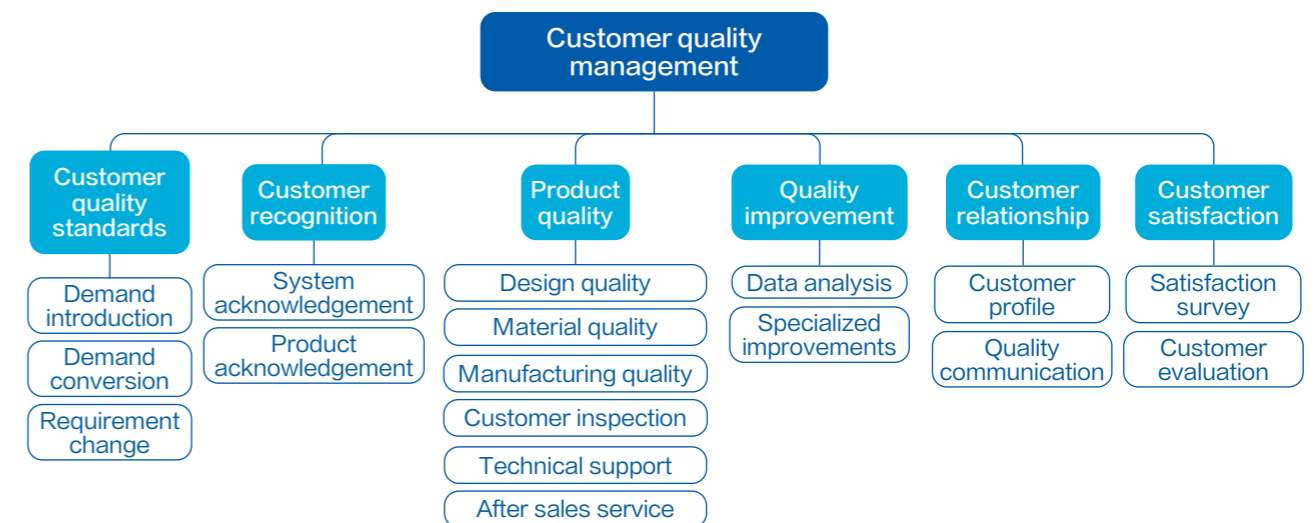 Customer quality
management
Customer
quality
standards
Demand
introduction
Demand
conversion
Requirement
change
Customer
recognition
System
acknowledgement
Product
acknowledgement
Product
quality
Design quality
Material quality
Manufacturing quality
Customer inspection
Technical support
After sales service
Quality
improvement
Data analysis
Specialized
improvements
Customer
relationship
Customer
profile
Quality
communication
Customer
satisfaction
Satisfaction
survey
Customer
evaluation